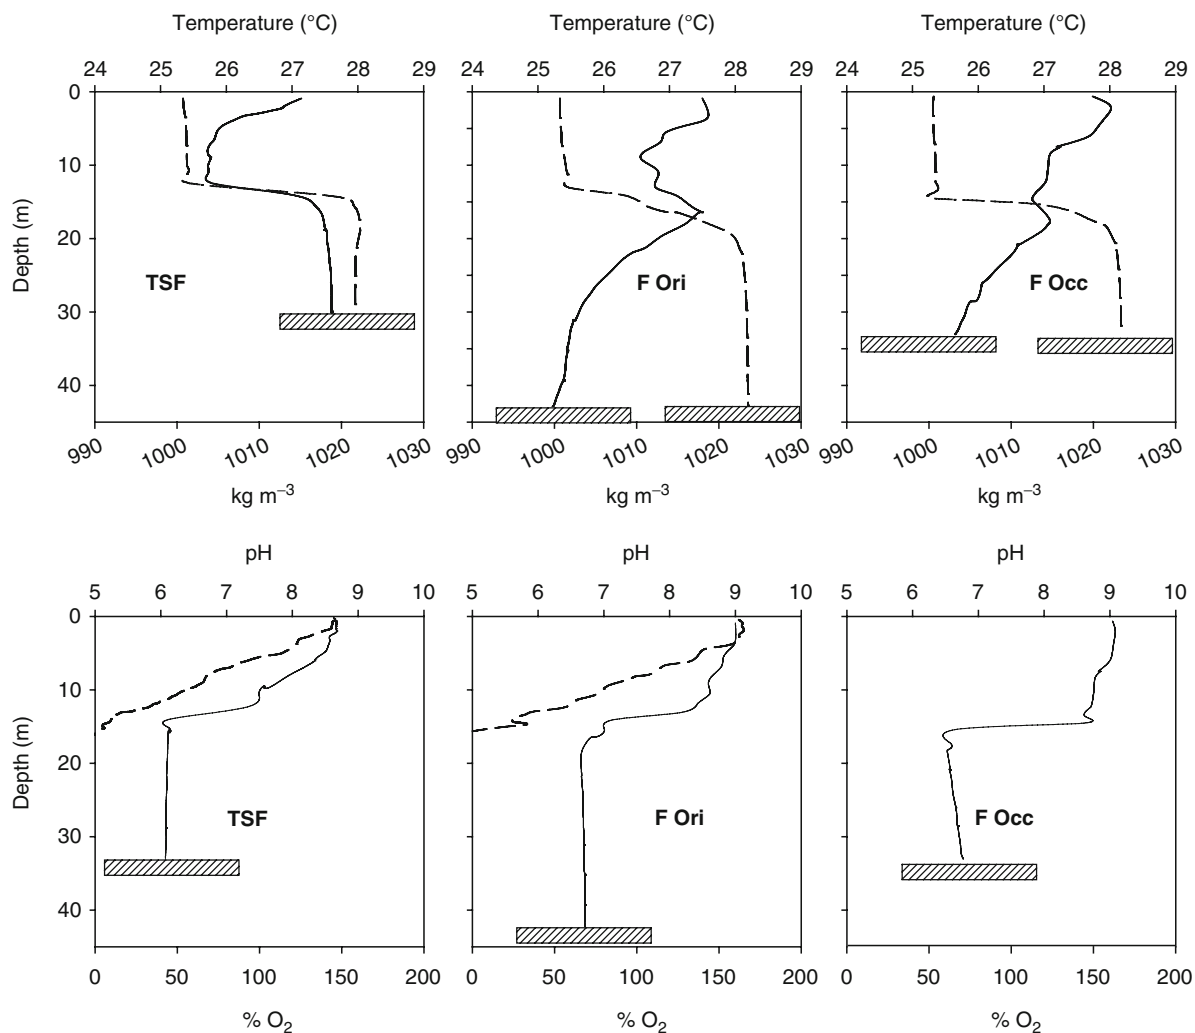 Temperature (°C) Temperature (°C) Temperature (°C)
24 25 26 27 28 29 24 25 26 27 28 29 24 25 26 27 28 29
0
10
20
30
40
Depth (m)
TSF F Ori F Occ
990 1000 1010 1020 1030 990 1000 1010 1020 1030 990 1000 1010 1020 1030
kg m⁻³ kg m⁻³ kg m⁻³
pH pH pH
5 6 7 8 9 10 5 6 7 8 9 10 5 6 7 8 9 10
0
10
20
30
40
Depth (m)
TSF F Ori F Occ
0 50 100 150 200 0 50 100 150 200 0 50 100 150 200
% O₂ % O₂ % O₂